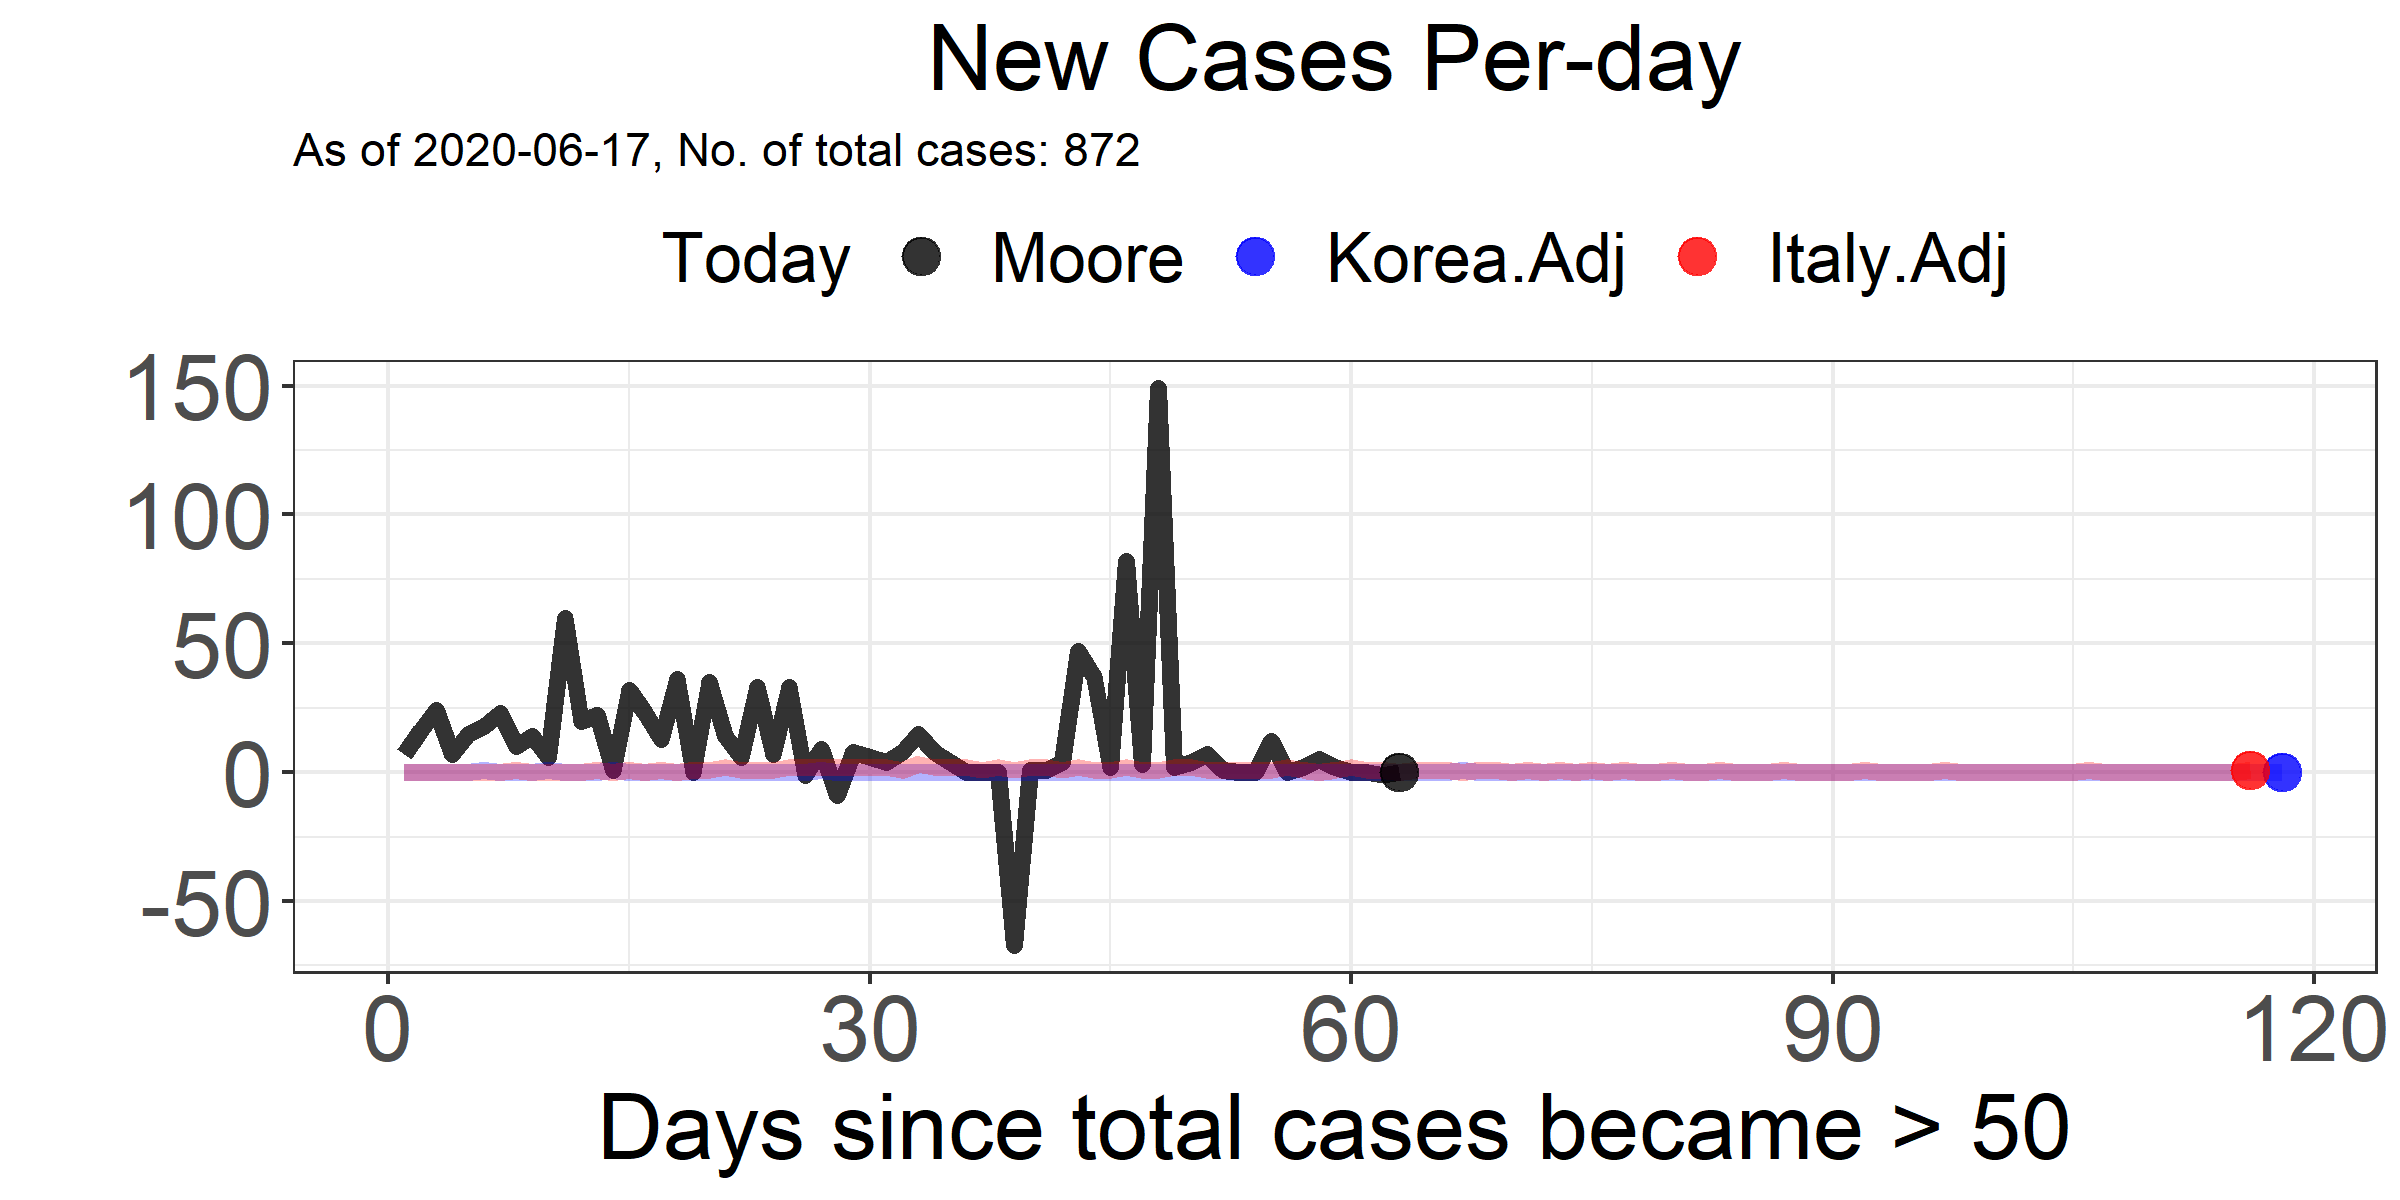 New Cases Per-day
As of 2020-06-17, No. of total cases: 872
Today Moore Korea.Adj Italy.Adj
150
100
50
0
-50
0 30 60 90 120
Days since total cases became > 50